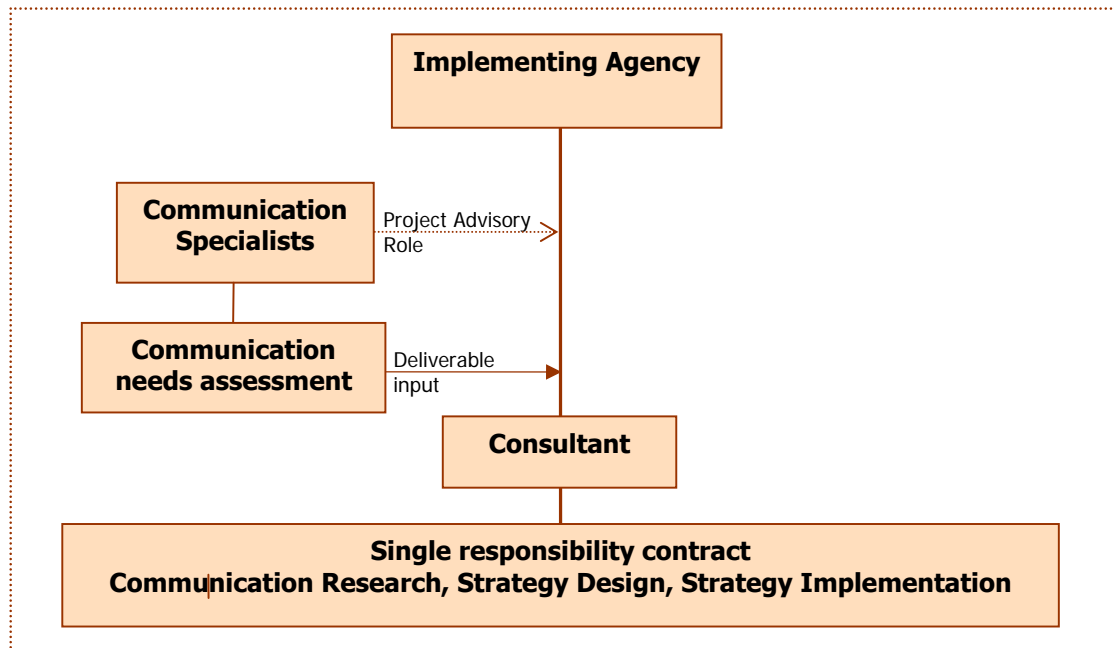 Implementing Agency
Communication
Specialists
Project Advisory
Role
Communication
needs assessment
Deliverable
input
Consultant
Single responsibility contract
Communication Research, Strategy Design, Strategy Implementation